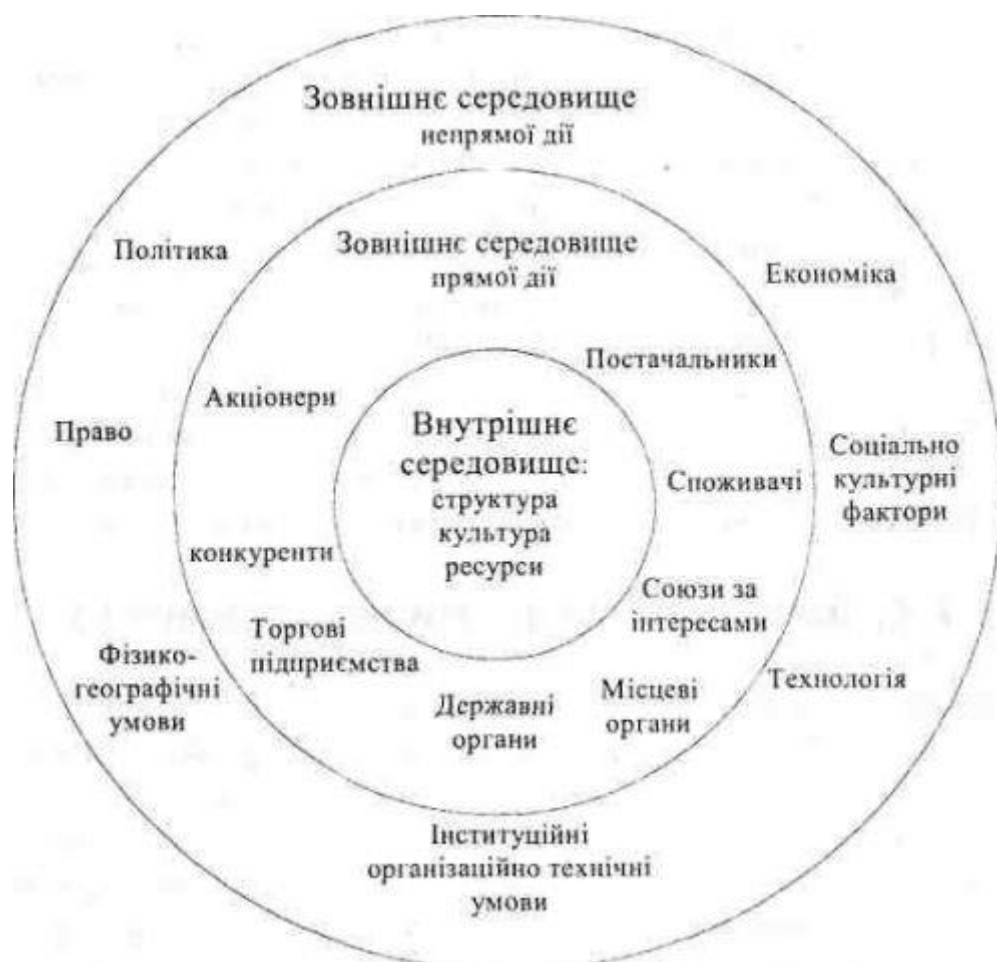 Зовнішнє середовище
непрямої дії
Зовнішнє середовище
прямої дії
Політика
Економіка
Постачальники
Акціонери
Право
Внутрішнє
середовище:
структура
культура
ресурси
Споживачі
Соціально
культурні
фактори
конкуренти
Союзи за
інтересами
Торгові
підприємства
Фізико-
географічні
умови
Державні
органи
Місцеві
органи
Технологія
Інституційні
організаційно технічні
умови